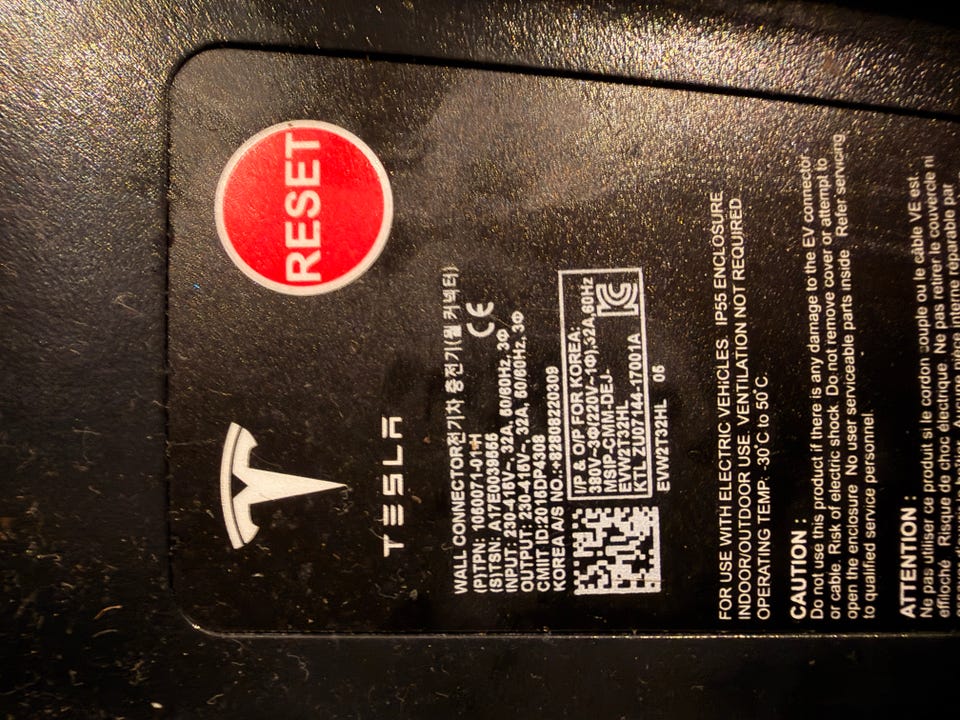 RESET
TESLA
WALL CONNECTOR전기차 충전기(월 커넥터)
(P)TPN: 1050071-01-H
(S)TSN: A17E0039565
INPUT: 230-416V~, 32A, 50/60Hz, 3Φ
OUTPUT: 230-416V~, 32A, 50/60Hz, 3Φ
CMIIT ID:2016DP4308
KOREA A/S NO.:+82808220309
CE
I/P & O/P FOR KOREA:
380V~3Φ(220V~1Φ),32A,60Hz
MSIP-CMM-DEJ-
EVW2T32HL
KTL ZU07144-17001A
EVW2T32HL 06
FOR USE WITH ELECTRIC VEHICLES. IP55 ENCLOSURE
INDOOR/OUTDOOR USE. VENTILATION NOT REQUIRED
OPERATING TEMP: -30°C to 50°C.
CAUTION :
Do not use this product if there is any damage to the EV connector
or cable. Risk of electric shock. Do not remove cover or attempt to
open the enclosure. No user serviceable parts inside. Refer servicing
to qualified service personnel.
ATTENTION :
Ne pas utiliser ce produit si le cordon souple ou le câble VE est
effiloché. Risque de choc électrique. Ne pas retirer le couvercle ni